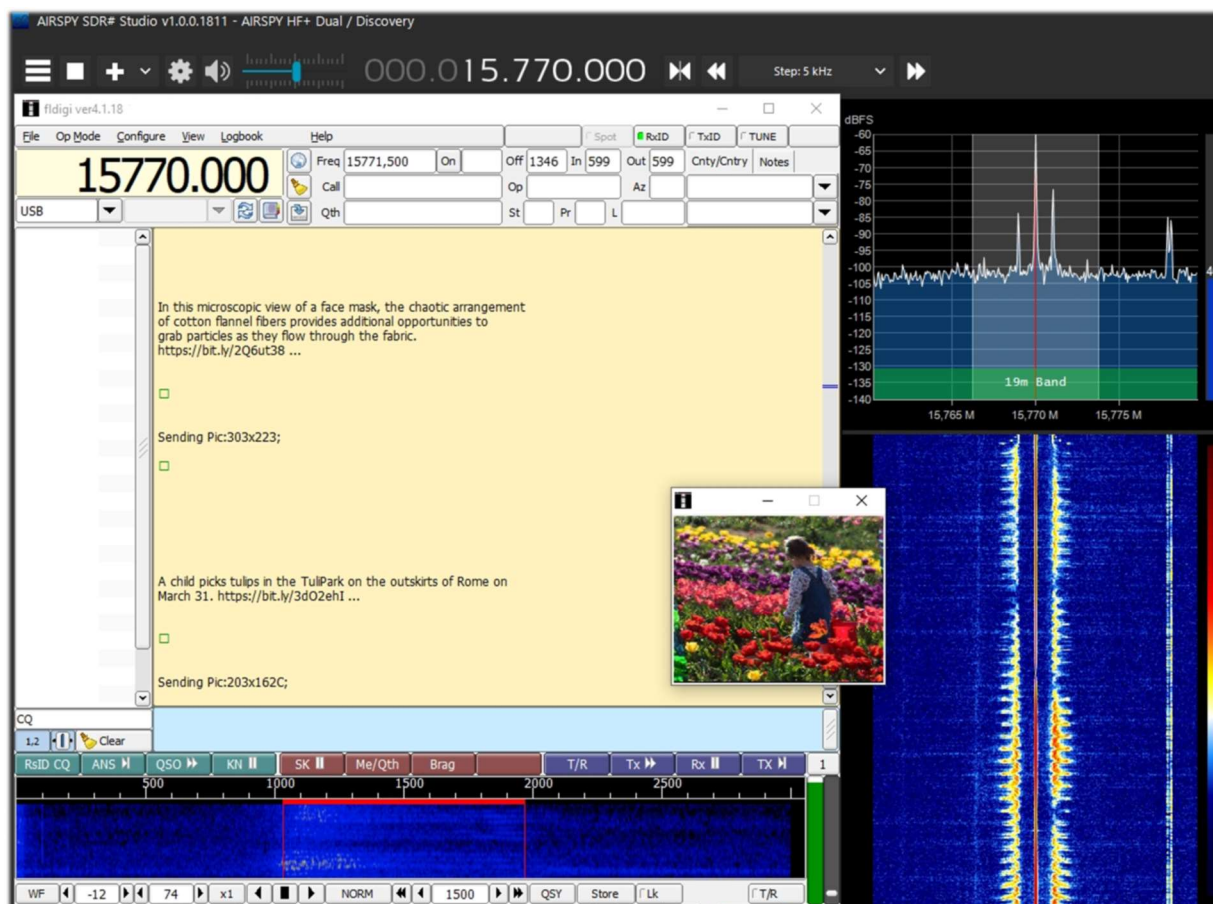 AIRSPY SDR# Studio v1.0.0.1811 - AIRSPY HF+ Dual / Discovery
000.015.770.000
Step: 5 kHz
fldigi ver4.1.18
File Op Mode Configure View Logbook Help
Spot RxID TxID TUNE
15770.000
Freq 15771,500 On Off 1346 In 599 Out 599 Cnty/Cntry Notes
Call Op Az
USB
Qth St Pr L
In this microscopic view of a face mask, the chaotic arrangement
of cotton flannel fibers provides additional opportunities to
grab particles as they flow through the fabric.
https://bit.ly/2Q6ut38 ...
Sending Pic:303x223;
A child picks tulips in the TuliPark on the outskirts of Rome on
March 31. https://bit.ly/3dO2ehI ...
Sending Pic:203x162C;
CQ
1,2 Clear
RsID CQ ANS QSO KN SK Me/Qth Brag T/R Tx Rx TX 1
500 1000 1500 2000 2500
WF -12 74 x1 NORM 1500 QSY Store Lk T/R
dBFS
-60
-65
-70
-75
-80
-85
-90
-95
-100
-105
-110
-115
-120
-125
-130
-135
-140
19m Band
15,765 M 15,770 M 15,775 M